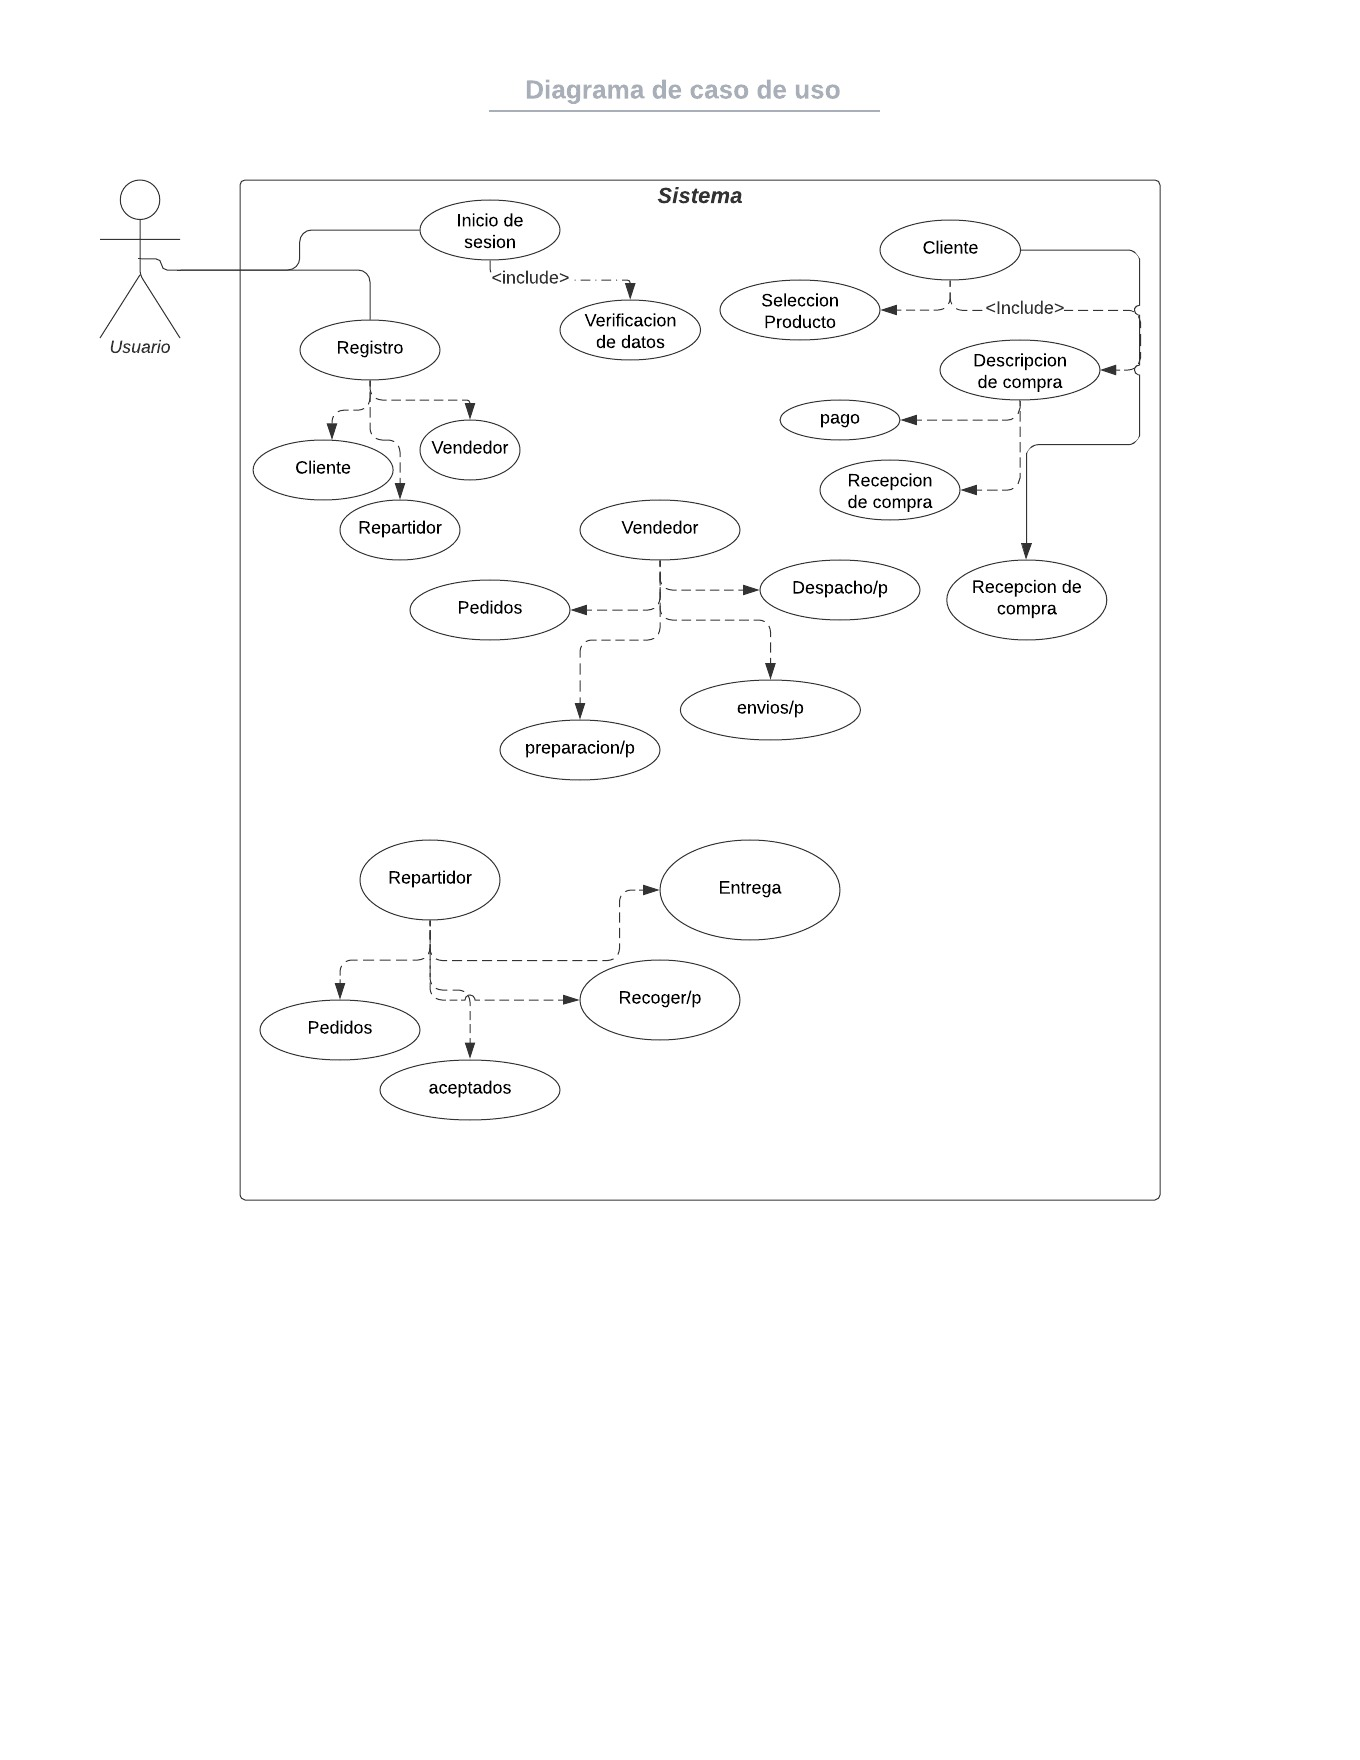 Diagrama de caso de uso
Sistema
Usuario
Inicio de
sesion
<include>
Verificacion
de datos
Registro
Cliente
Vendedor
Repartidor
Cliente
Seleccion
Producto
<Include>
Descripcion
de compra
pago
Recepcion
de compra
Recepcion de
compra
Vendedor
Pedidos
Despacho/p
envios/p
preparacion/p
Repartidor
Entrega
Recoger/p
Pedidos
aceptados